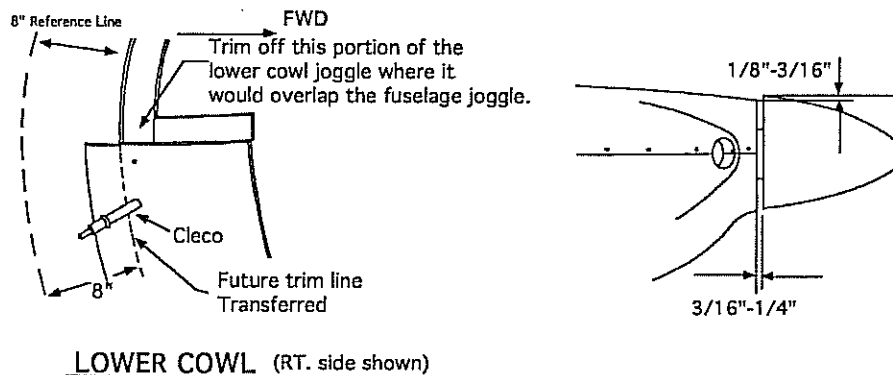 8" Reference Line
FWD
Trim off this portion of the
lower cowl joggle where it
would overlap the fuselage joggle.
Cleco
8"
Future trim line
Transferred
LOWER COWL (RT. side shown)
1/8"-3/16"
3/16"-1/4"